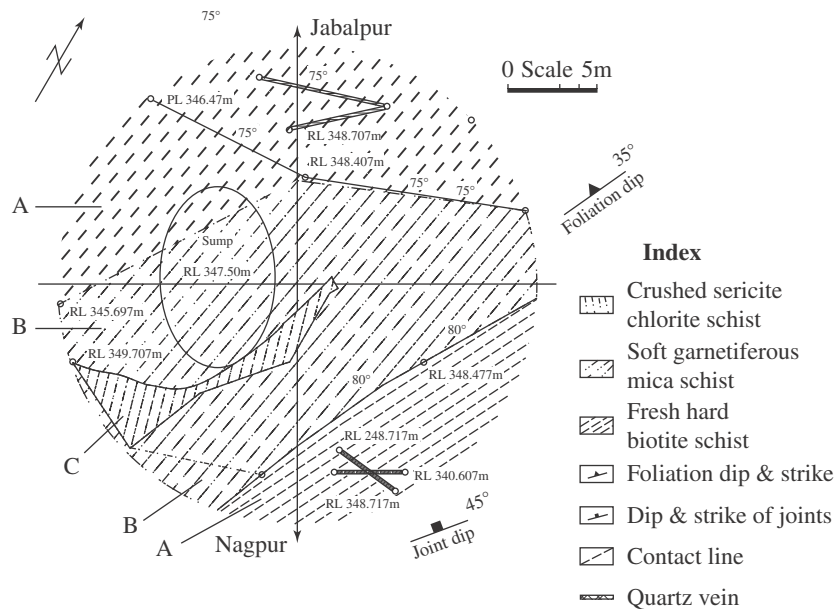 75°
Jabalpur
0 Scale 5m
75°
PL 346.47m
75°
RL 348.707m
RL 348.407m
75°
75°
35°
Foliation dip
A
Sump
RL 347.50m
Index
Crushed sericite
chlorite schist
RL 345.697m
B
80°
RL 349.707m
RL 348.477m
Soft garnetiferous
mica schist
80°
Fresh hard
biotite schist
RL 248.717m
C
RL 340.607m
Foliation dip & strike
RL 348.717m
45°
B
Dip & strike of joints
A
Nagpur
Joint dip
Contact line
Quartz vein